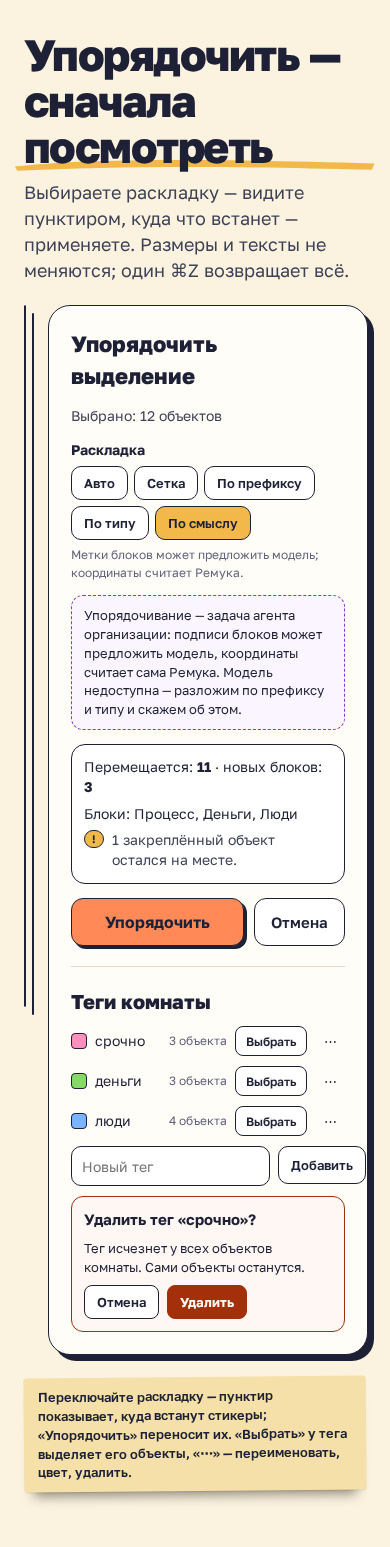 Упорядочить —
сначала
посмотреть
Выбираете раскладку — видите
пунктиром, куда что встанет —
применяете. Размеры и тексты не
меняются; один ⌘Z возвращает всё.
Упорядочить
выделение
Выбрано: 12 объектов
Раскладка
Авто Сетка По префиксу
По типу По смыслу
Метки блоков может предложить модель;
координаты считает Ремука.
Упорядочивание — задача агента
организации: подписи блоков может
предложить модель, координаты
считает сама Ремука. Модель
недоступна — разложим по префиксу
и типу и скажем об этом.
Перемещается: 11 · новых блоков:
3
Блоки: Процесс, Деньги, Люди
! 1 закреплённый объект
остался на месте.
Упорядочить Отмена
Теги комнаты
срочно 3 объекта Выбрать ⋯
деньги 3 объекта Выбрать ⋯
люди 4 объекта Выбрать ⋯
Новый тег Добавить
Удалить тег «срочно»?
Тег исчезнет у всех объектов
комнаты. Сами объекты останутся.
Отмена Удалить
Переключайте раскладку — пунктир
показывает, куда встанут стикеры;
«Упорядочить» переносит их. «Выбрать» у тега
выделяет его объекты, «⋯» — переименовать,
цвет, удалить.